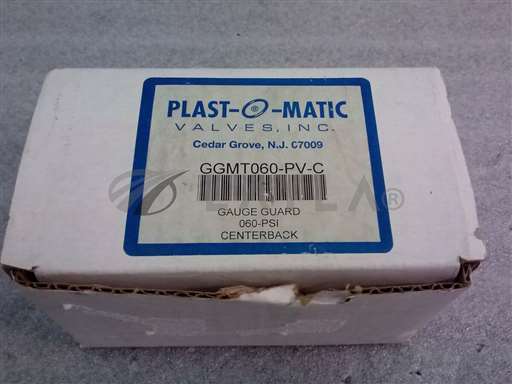 PLAST-O-MATIC
VALVES, INC.
Cedar Grove, N.J. 07009
GGMT060-PV-C
GAUGE GUARD
060-PSI
CENTERBACK